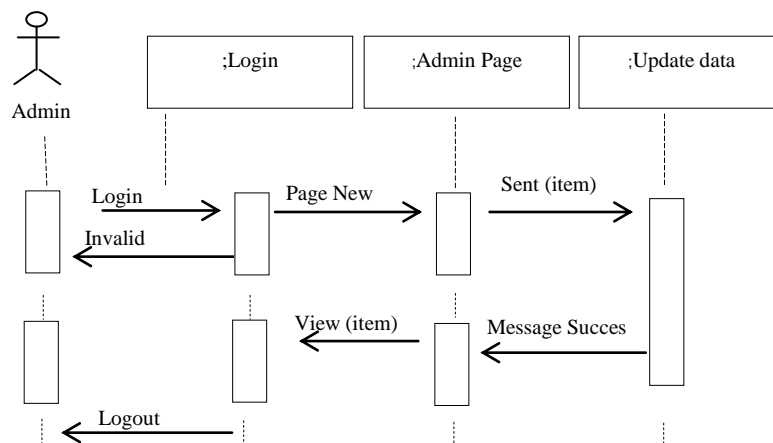 ;Login
;Admin Page
;Update data
Admin
Login
Page New
Sent (item)
Invalid
View (item)
Message Succes
Logout